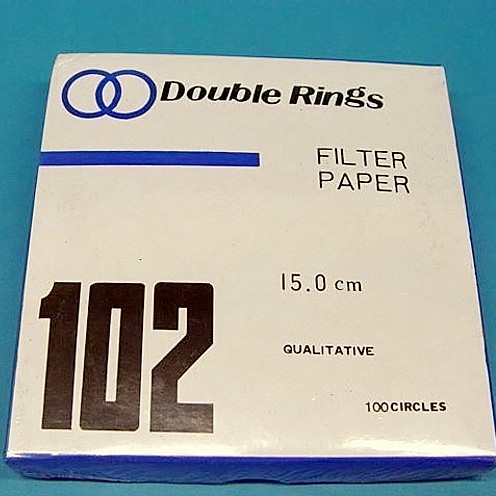 Double Rings
FILTER
PAPER
15.0 cm
102
QUALITATIVE
100 CIRCLES